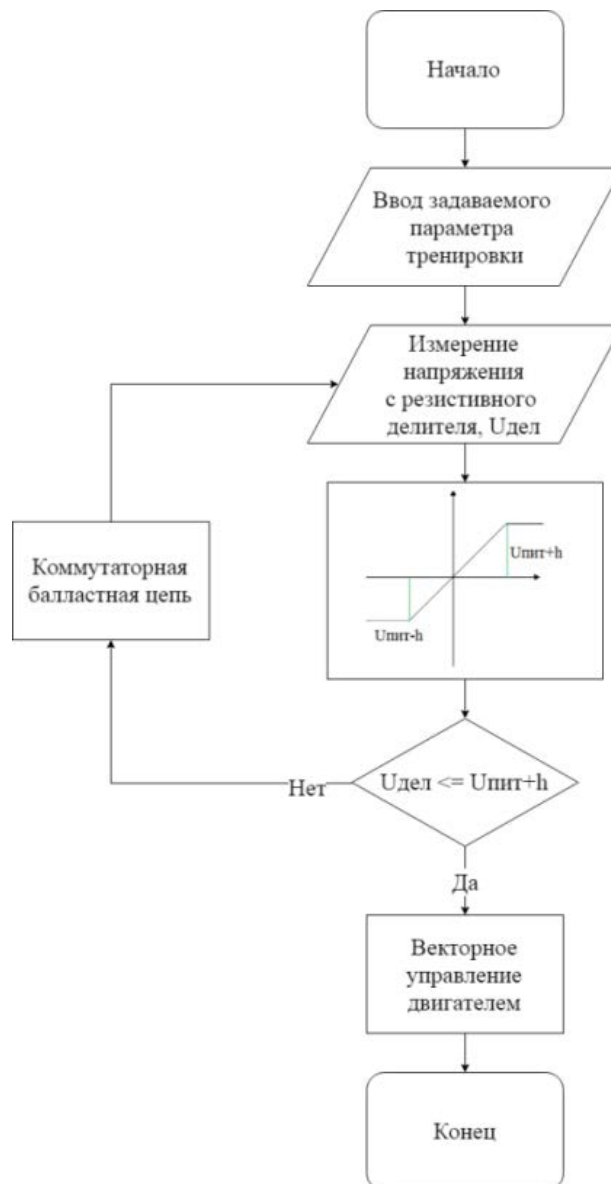 Начало
Ввод задаваемого
параметра
тренировки
Измерение
напряжения
с резистивного
делителя, Uдел
Коммутаторная
балластная цепь
Uпит+h
Uпит-h
Uдел <= Uпит+h
Нет
Да
Векторное
управление
двигателем
Конец